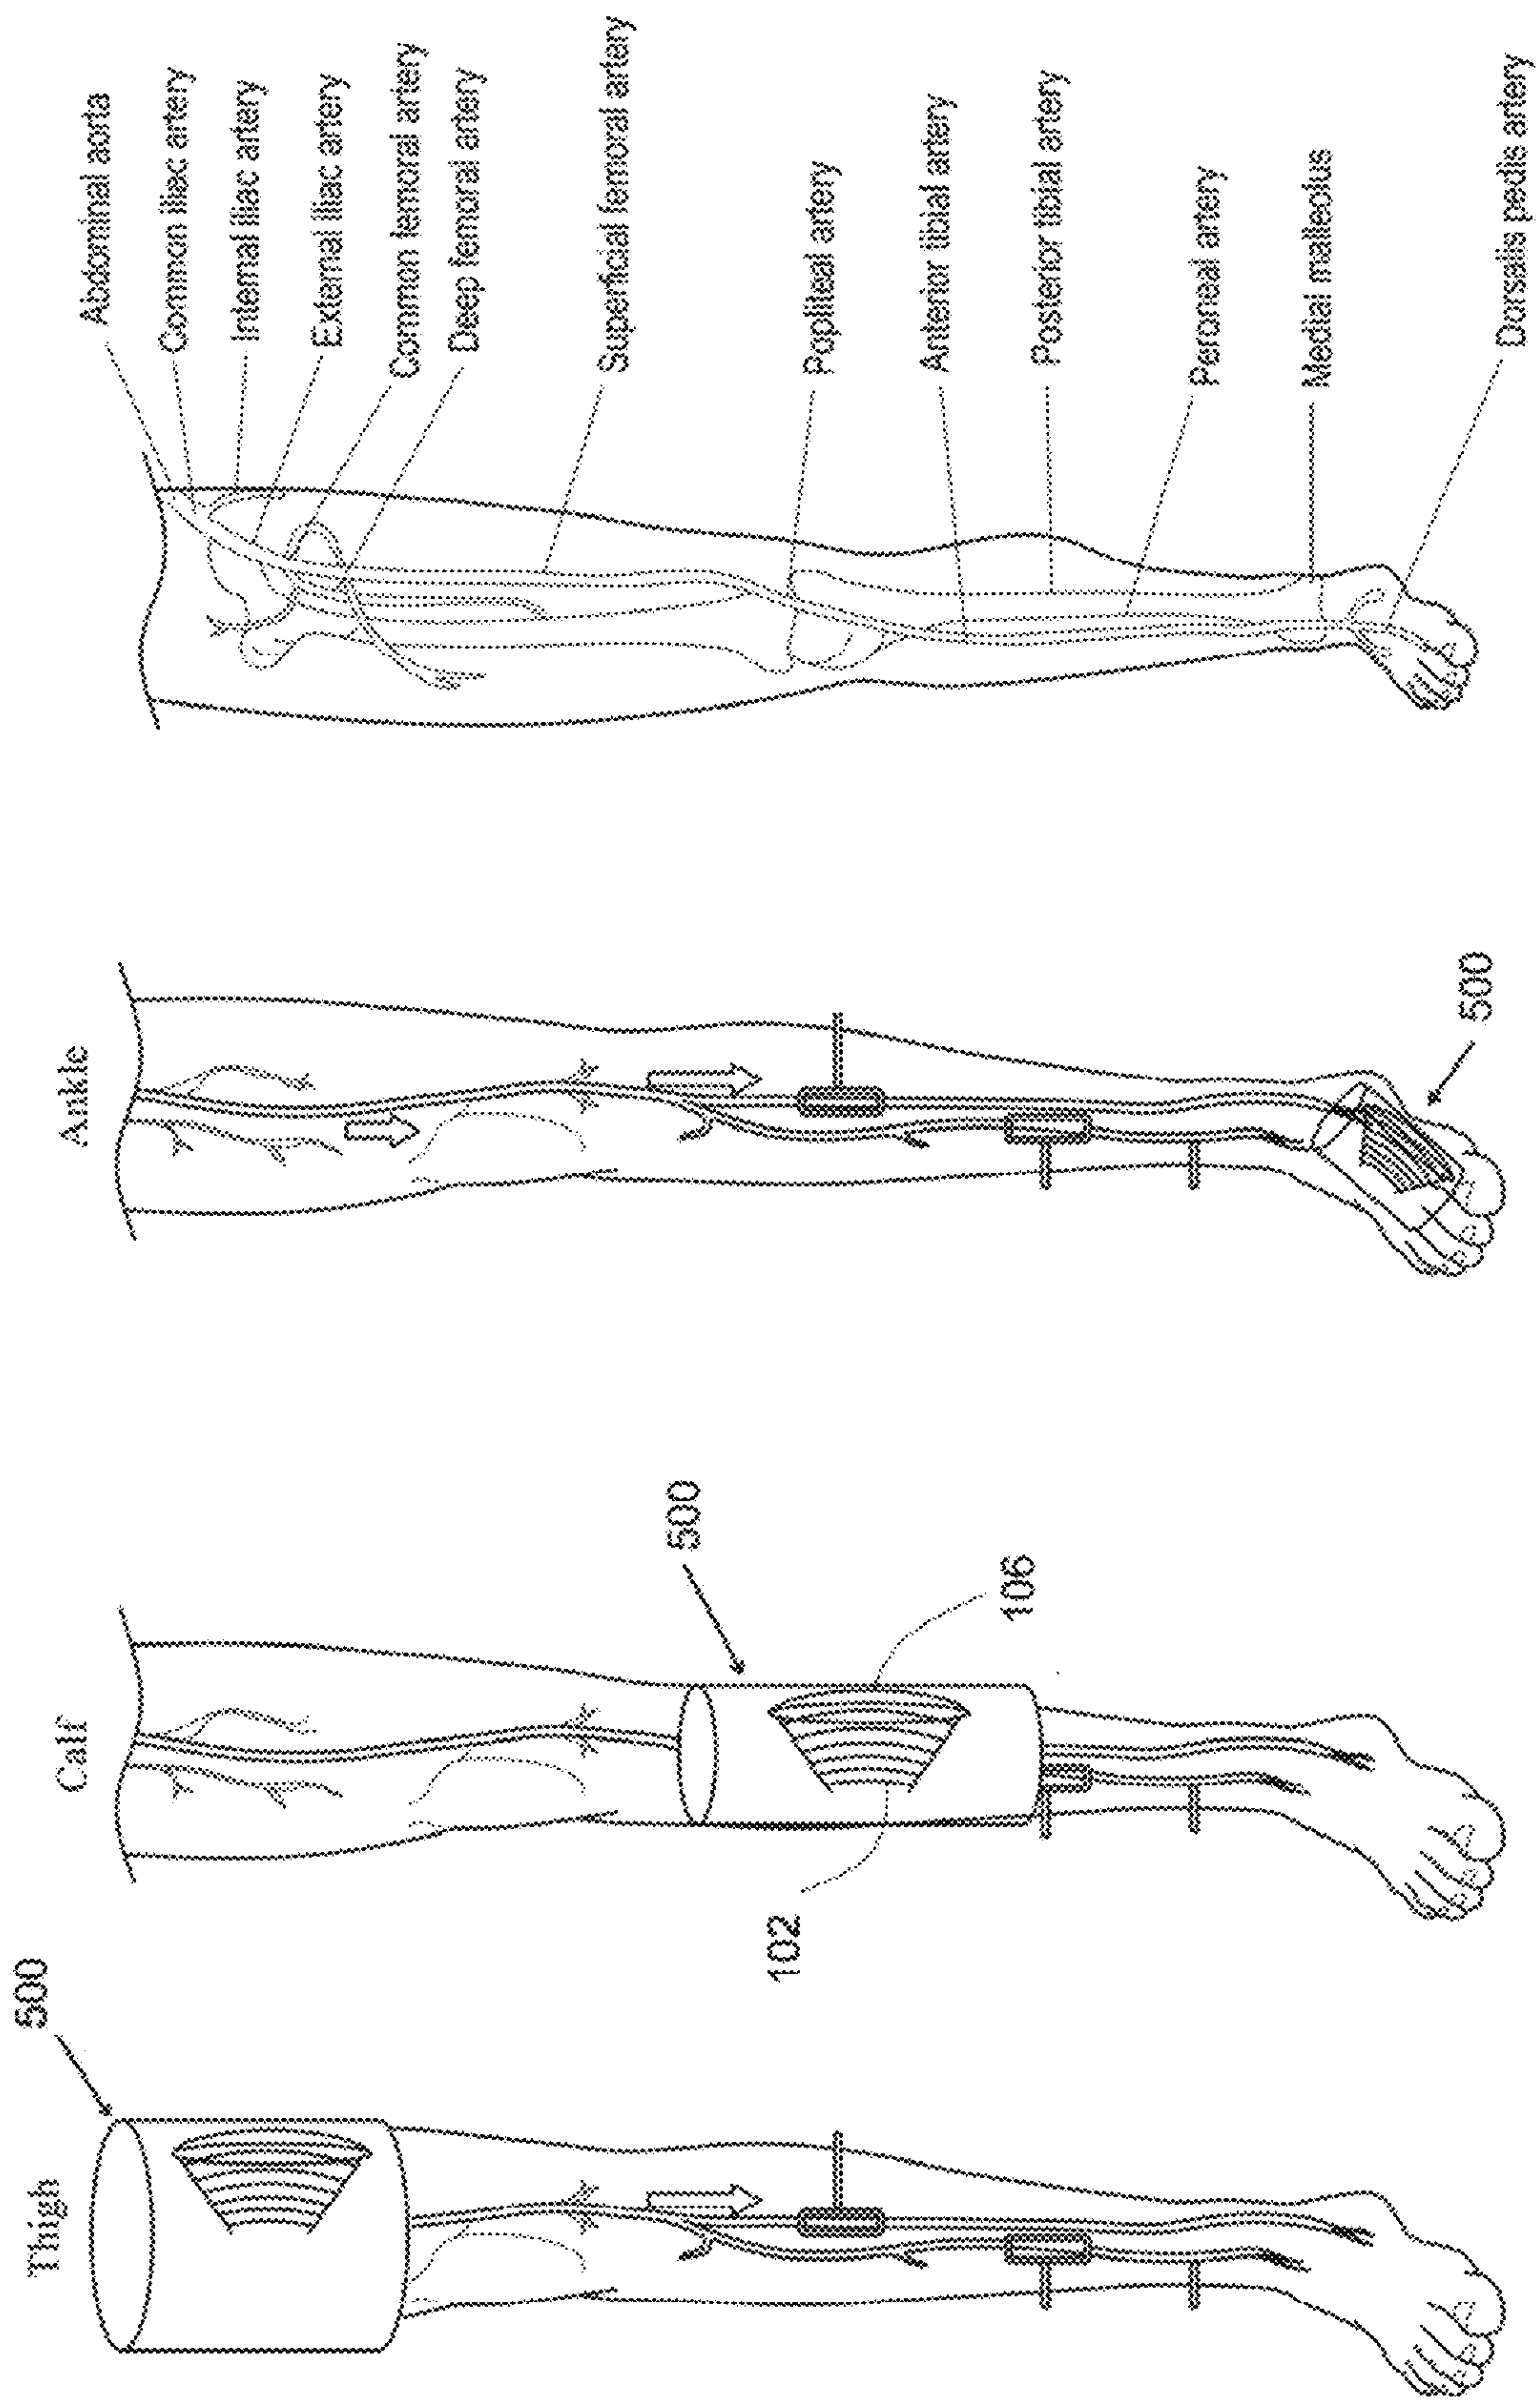 Thigh
500
Calf
500
102
106
Ankle
500
Abdominal aorta
Common iliac artery
Internal iliac artery
External iliac artery
Common femoral artery
Deep femoral artery
Superficial femoral artery
Popliteal artery
Anterior tibial artery
Posterior tibial artery
Peroneal artery
Medial malleolus
Dorsalis pedis artery